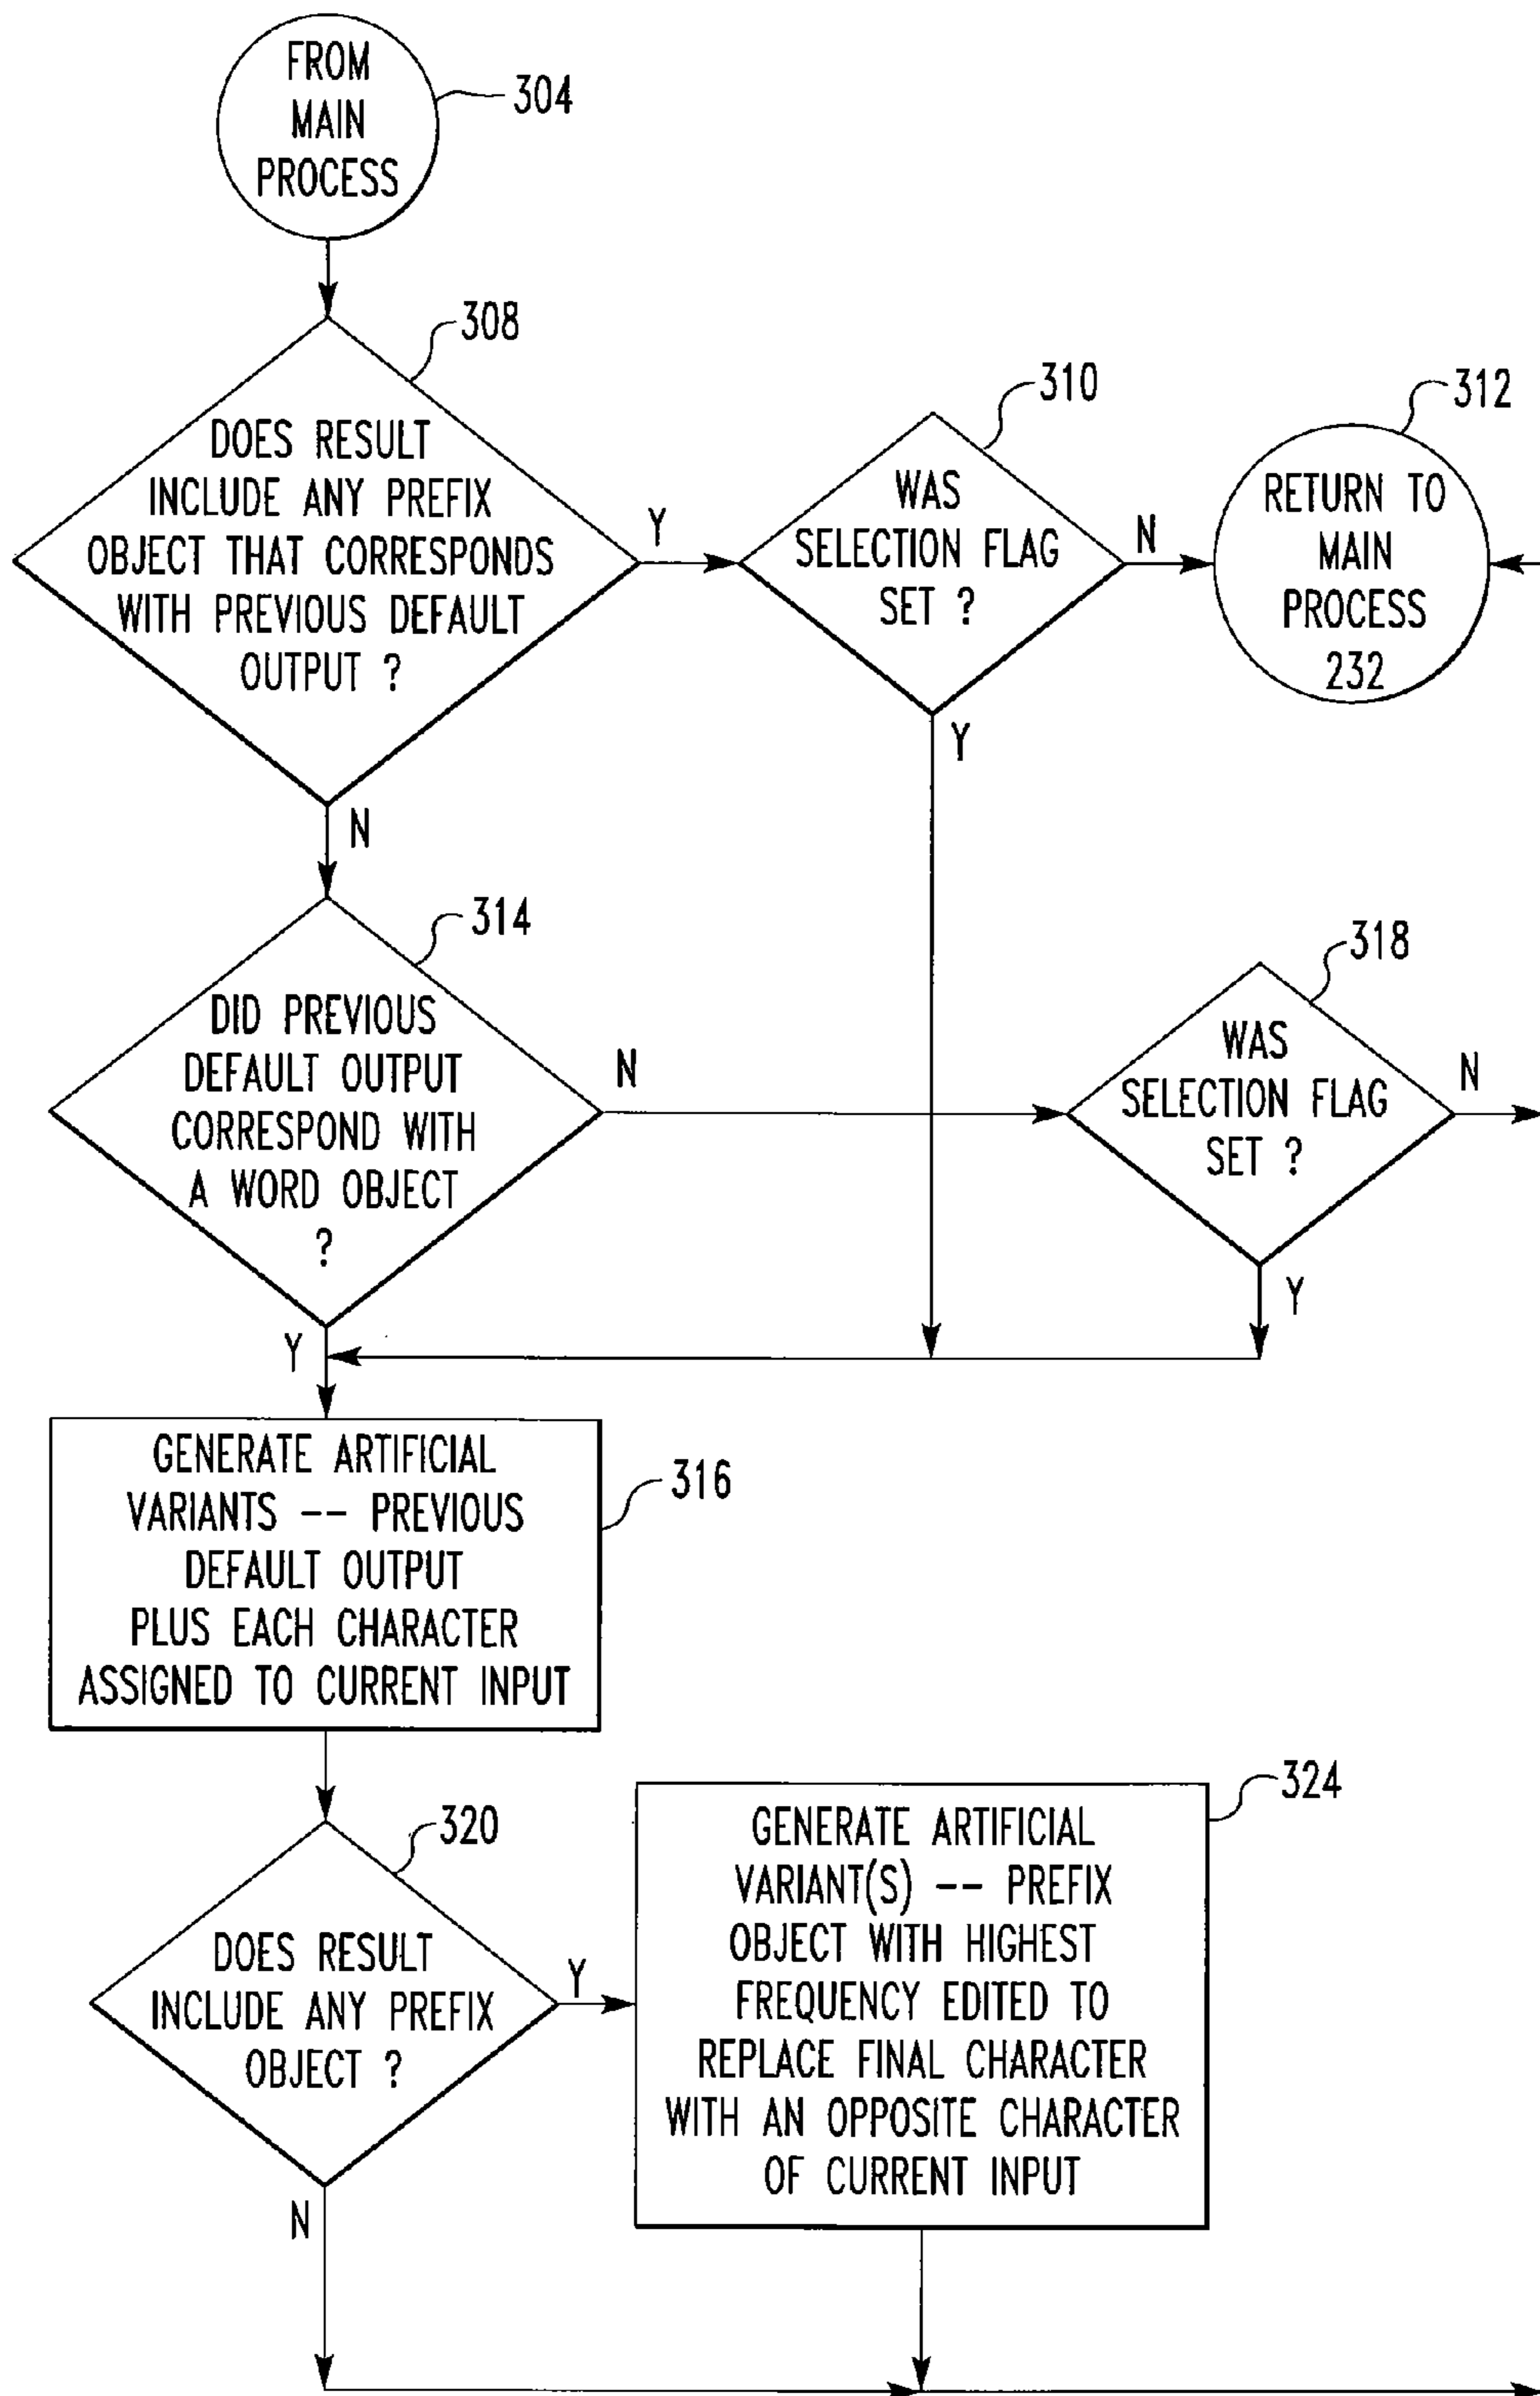 FROM
MAIN
PROCESS
304
308
DOES RESULT
INCLUDE ANY PREFIX
OBJECT THAT CORRESPONDS
WITH PREVIOUS DEFAULT
OUTPUT ?
Y
N
310
WAS
SELECTION FLAG
SET ?
N
Y
312
RETURN TO
MAIN
PROCESS
232
314
DID PREVIOUS
DEFAULT OUTPUT
CORRESPOND WITH
A WORD OBJECT
?
N
Y
318
WAS
SELECTION FLAG
SET ?
N
Y
316
GENERATE ARTIFICIAL
VARIANTS -- PREVIOUS
DEFAULT OUTPUT
PLUS EACH CHARACTER
ASSIGNED TO CURRENT INPUT
320
DOES RESULT
INCLUDE ANY PREFIX
OBJECT ?
Y
N
324
GENERATE ARTIFICIAL
VARIANT(S) -- PREFIX
OBJECT WITH HIGHEST
FREQUENCY EDITED TO
REPLACE FINAL CHARACTER
WITH AN OPPOSITE CHARACTER
OF CURRENT INPUT